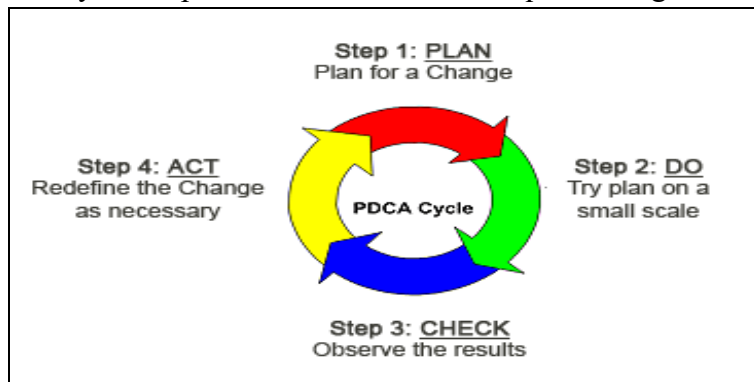 Step 1: PLAN
Plan for a Change
Step 2: DO
Try plan on a
small scale
Step 3: CHECK
Observe the results
Step 4: ACT
Redefine the Change
as necessary
PDCA Cycle